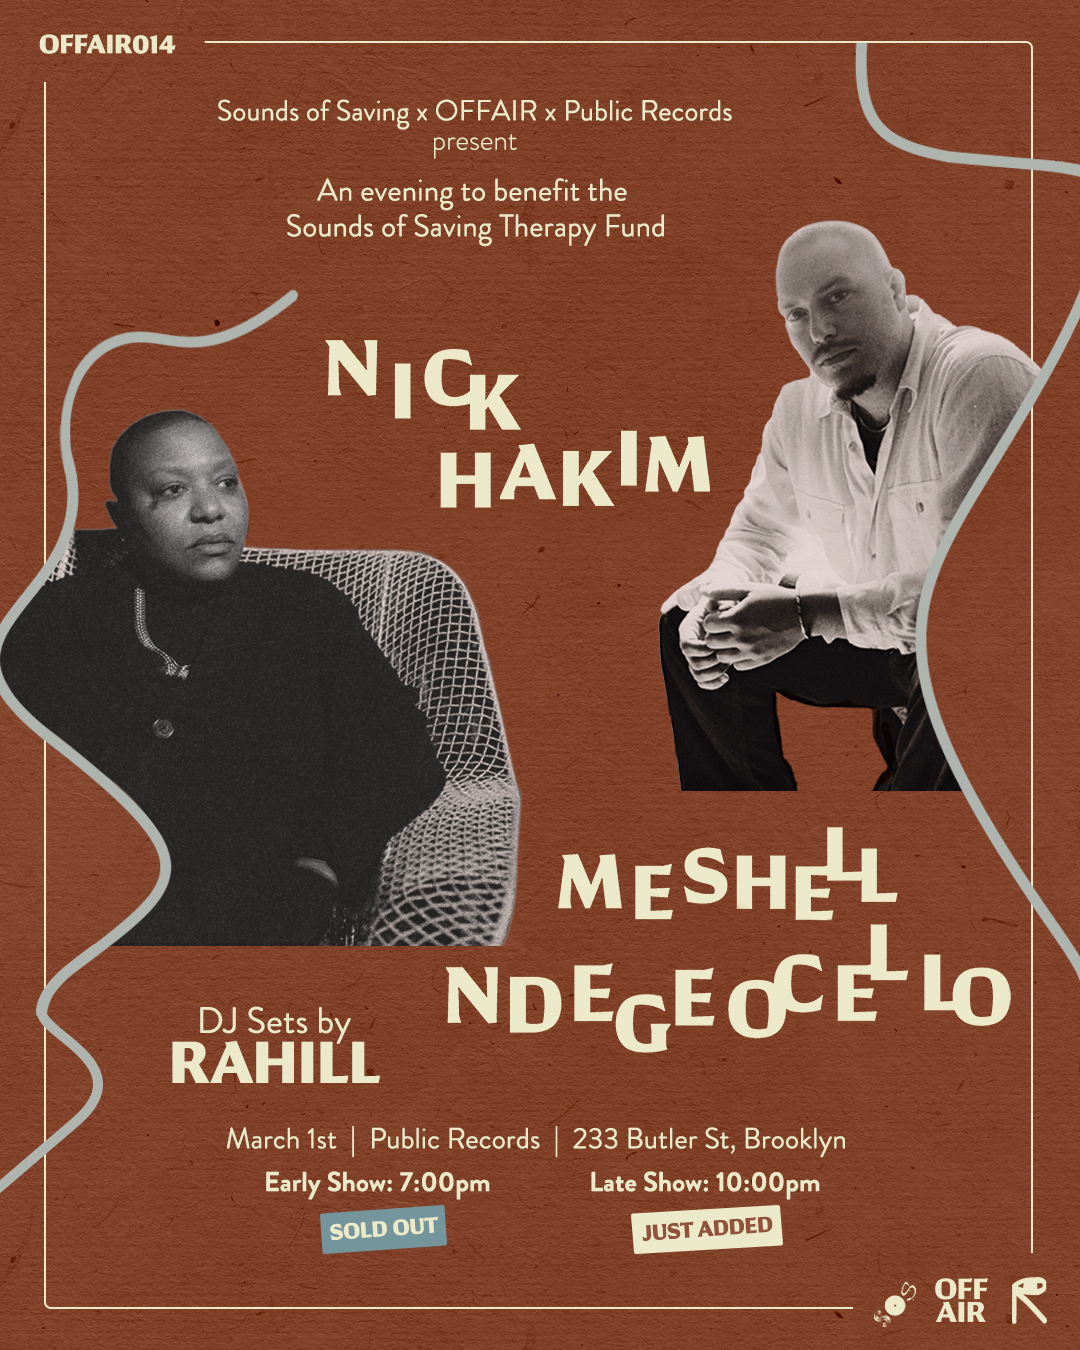 OFFAIR014
Sounds of Saving x OFFAIR x Public Records
present
An evening to benefit the
Sounds of Saving Therapy Fund
NICK
HAKIM
MESHELL
NDEGEOCELLO
DJ Sets by
RAHILL
March 1st | Public Records | 233 Butler St, Brooklyn
Early Show: 7:00pm
SOLD OUT
Late Show: 10:00pm
JUST ADDED
SOS
OFF
AIR
R